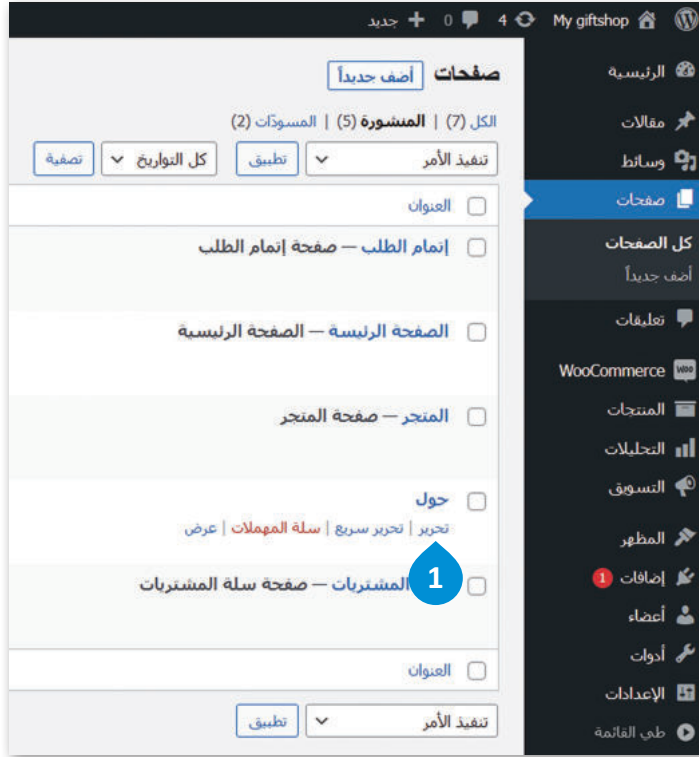 My giftshop 4 0 جديد
الرئيسية
مقالات
وسائط
صفحات
كل الصفحات
أضف جديداً
تعليقات
WooCommerce
المنتجات
التحليلات
التسويق
المظهر
إضافات 1
أعضاء
أدوات
الإعدادات
طي القائمة
صفحات أضف جديداً
الكل (7) | المنشورة (5) | المسودّات (2)
تنفيذ الأمر تطبيق كل التواريخ تصفية
العنوان
إتمام الطلب — صفحة إتمام الطلب
الصفحة الرئيسة — الصفحة الرئيسية
المتجر — صفحة المتجر
حول
تحرير | تحرير سريع | سلة المهملات | عرض
1
المشتريات — صفحة سلة المشتريات
العنوان
تنفيذ الأمر تطبيق